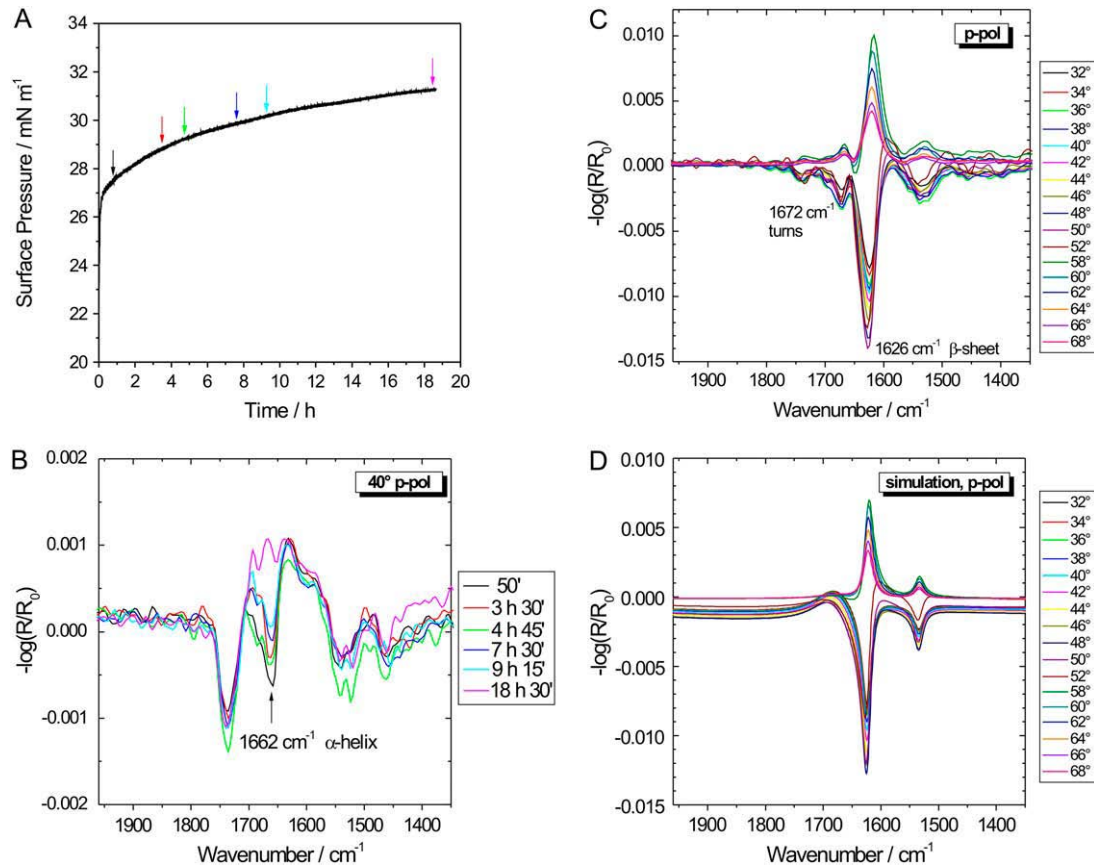 A
34
32
30
28
26
24
22
20
Surface Pressure / mN m⁻¹
0 2 4 6 8 10 12 14 16 18 20
Time / h
B
0.002
0.001
0.000
-0.001
-0.002
-log(R/R₀)
40° p-pol
1662 cm⁻¹ α-helix
1900 1800 1700 1600 1500 1400
Wavenumber / cm⁻¹
50'
3 h 30'
4 h 45'
7 h 30'
9 h 15'
18 h 30'
C
0.010
0.005
0.000
-0.005
-0.010
-0.015
-log(R/R₀)
p-pol
1672 cm⁻¹
turns
1626 cm⁻¹ β-sheet
1900 1800 1700 1600 1500 1400
Wavenumber / cm⁻¹
32°
34°
36°
38°
40°
42°
44°
46°
48°
50°
52°
58°
60°
62°
64°
66°
68°
D
0.010
0.005
0.000
-0.005
-0.010
-0.015
-log(R/R₀)
simulation, p-pol
1900 1800 1700 1600 1500 1400
Wavenumber / cm⁻¹
32°
34°
36°
38°
40°
42°
44°
46°
48°
50°
52°
58°
60°
62°
64°
66°
68°